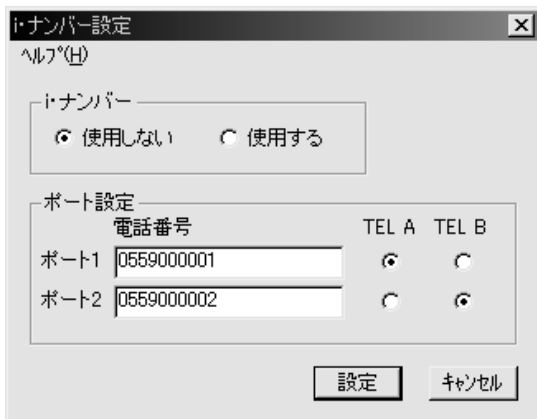 i･ナンバー設定
ﾍﾙﾌﾟ(H)
i･ナンバー
使用しない 使用する
ポート設定
電話番号 TEL A TEL B
ポート1 0559000001
ポート2 0559000002
設定 ｷｬﾝｾﾙ